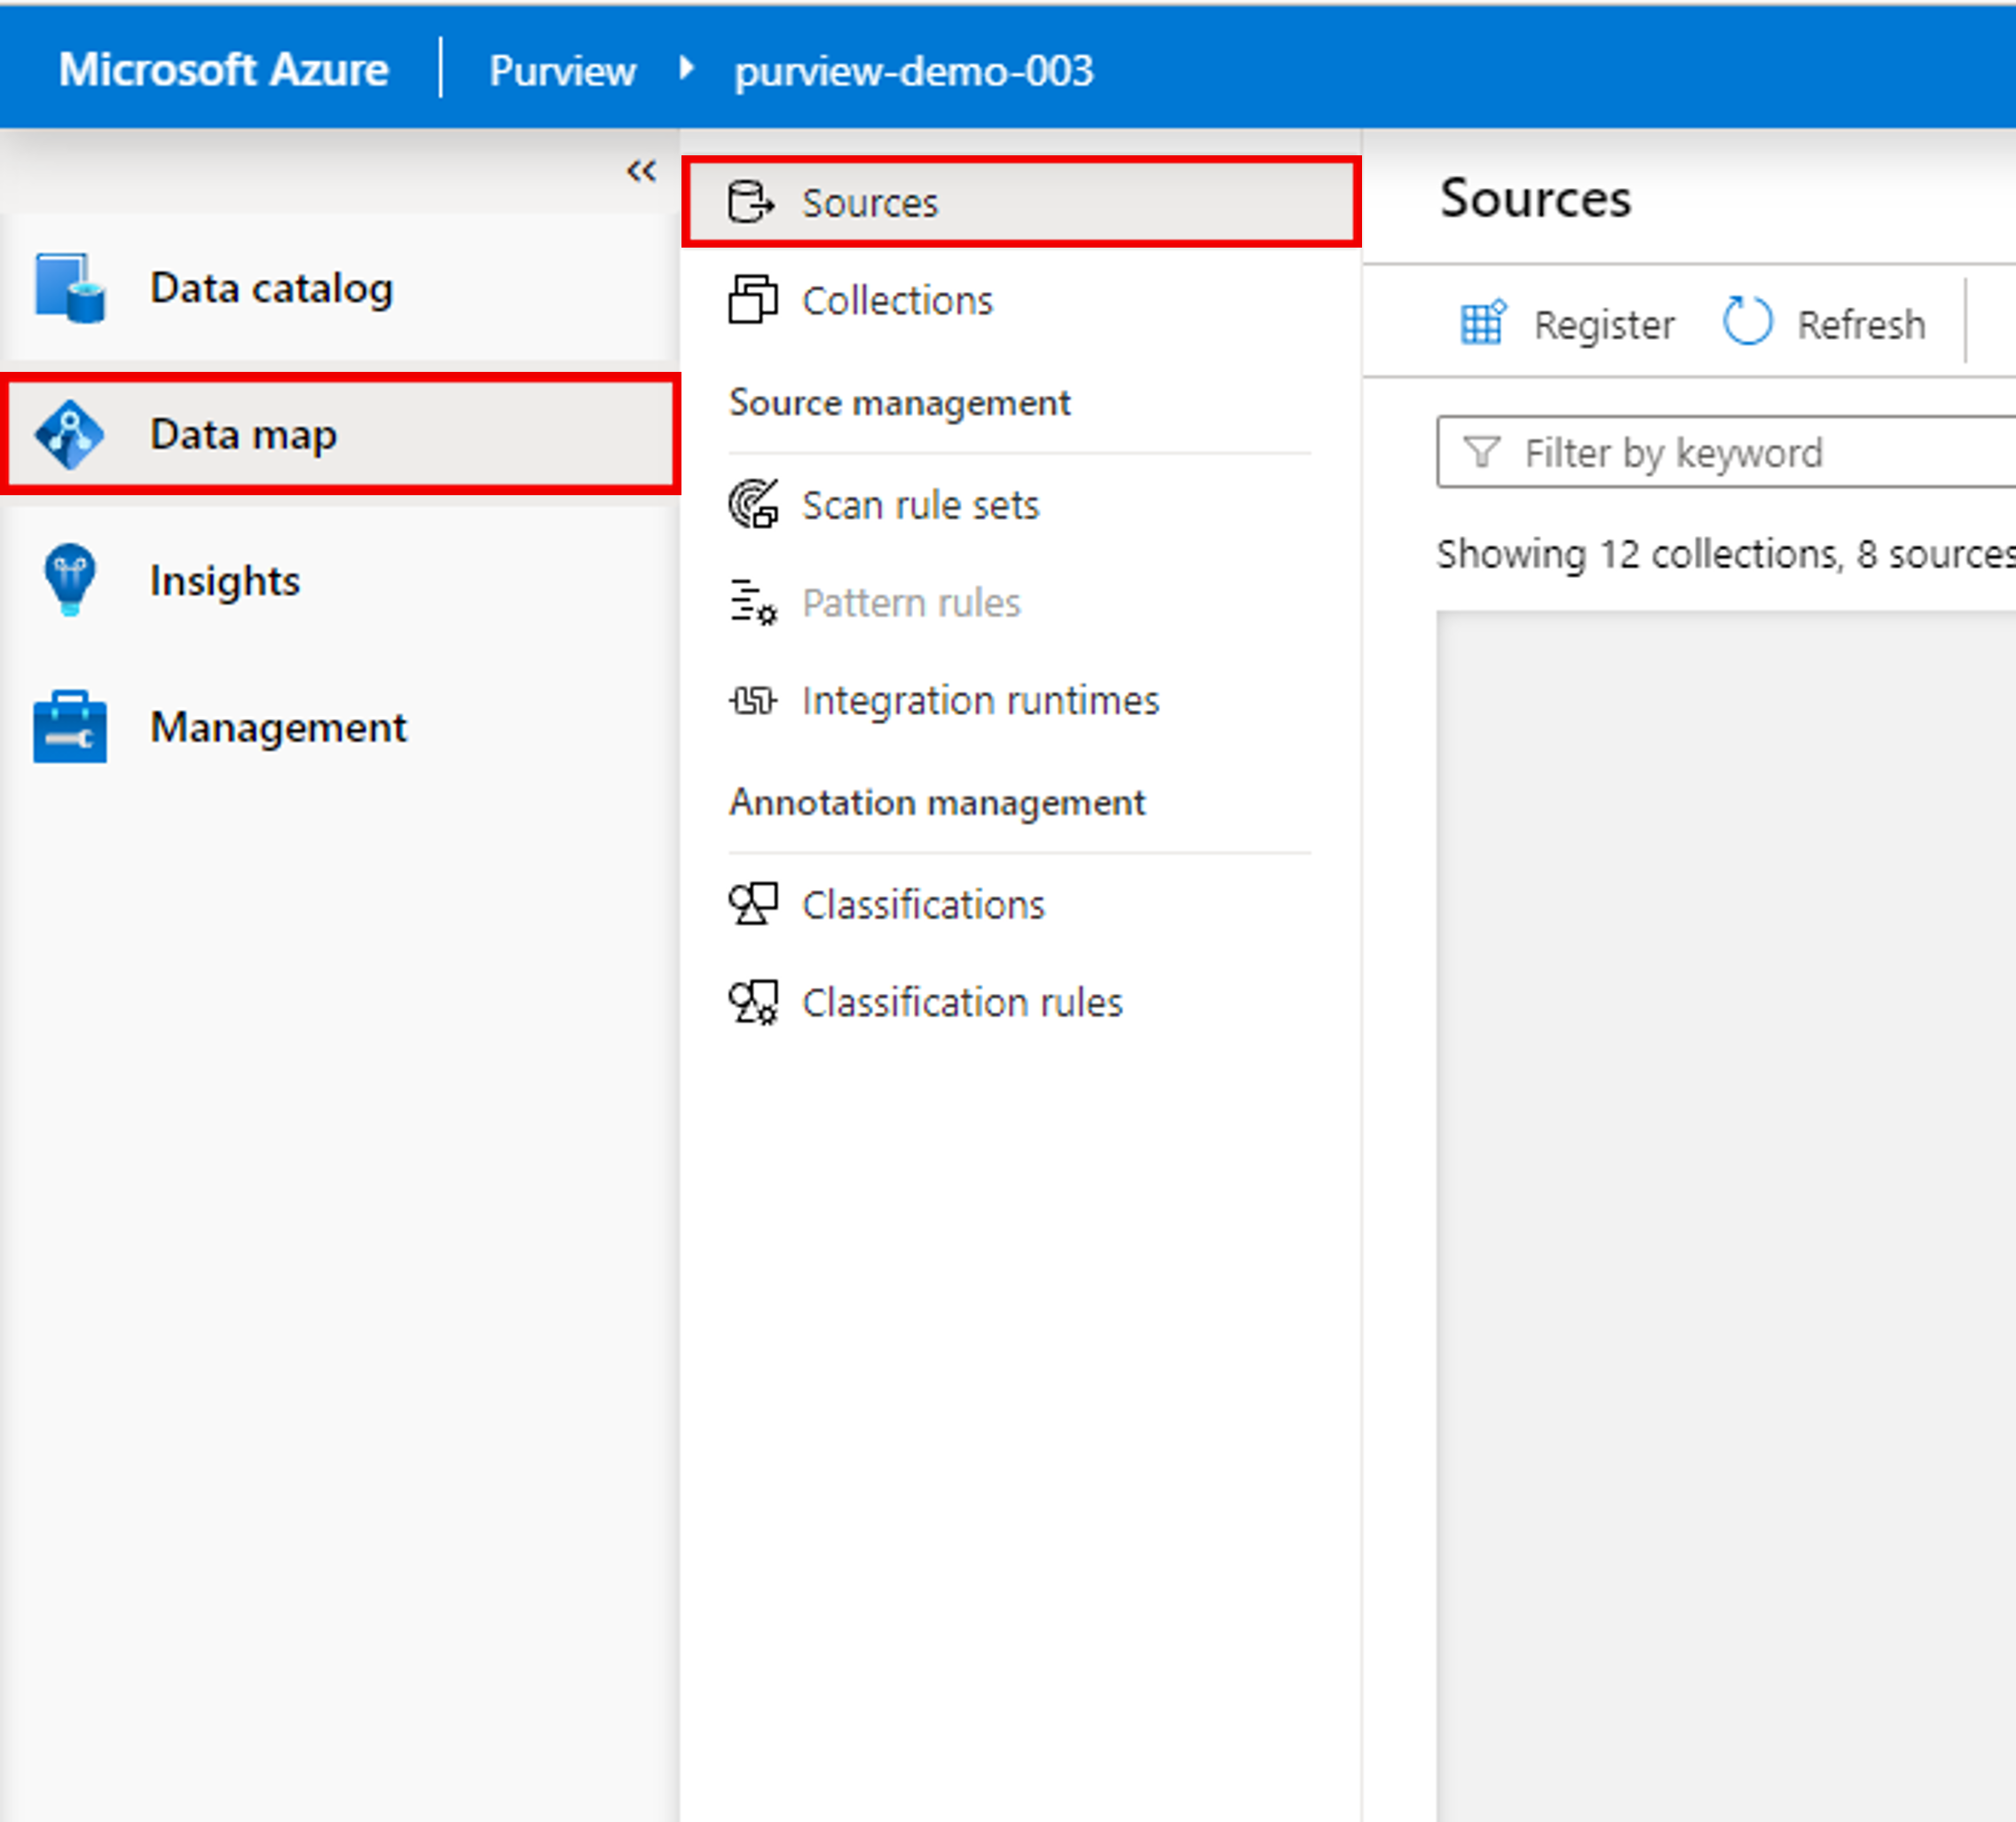 Microsoft Azure | Purview purview-demo-003
Data catalog
Data map
Insights
Management
Sources
Collections
Source management
Scan rule sets
Pattern rules
Integration runtimes
Annotation management
Classifications
Classification rules
Sources
Register Refresh
Filter by keyword
Showing 12 collections, 8 sources